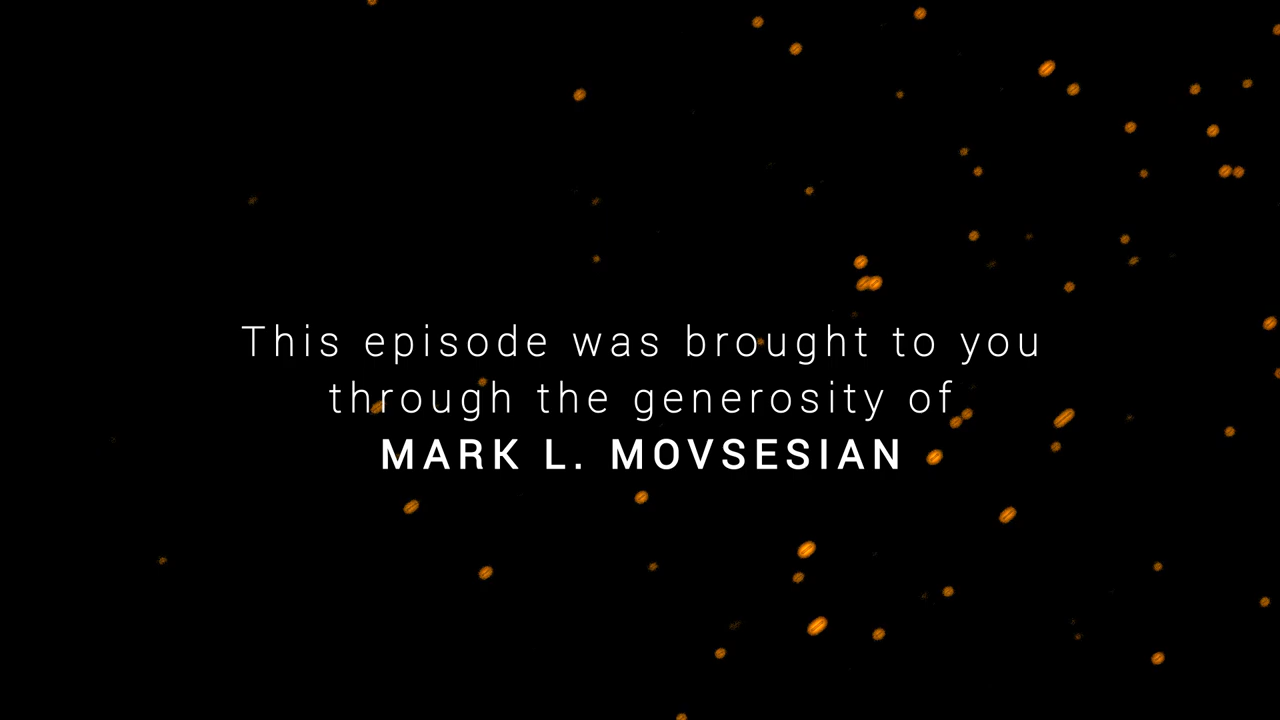 This episode was brought to you
through the generosity of
MARK L. MOVSESIAN